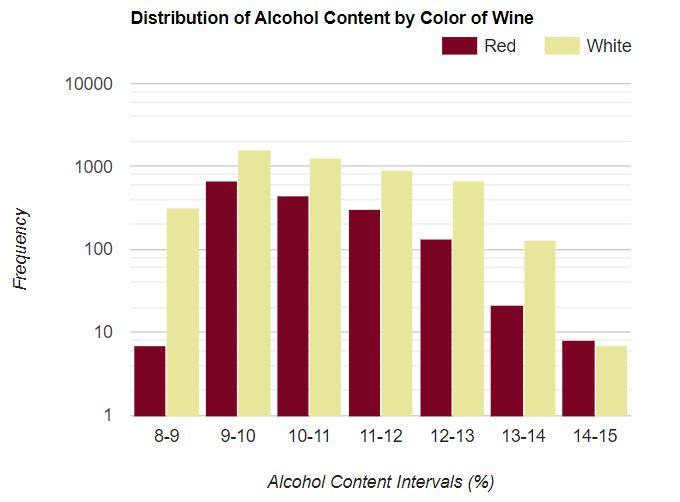 Distribution of Alcohol Content by Color of Wine
Red White
10000
1000
100
10
1
Frequency
8-9 9-10 10-11 11-12 12-13 13-14 14-15
Alcohol Content Intervals (%)